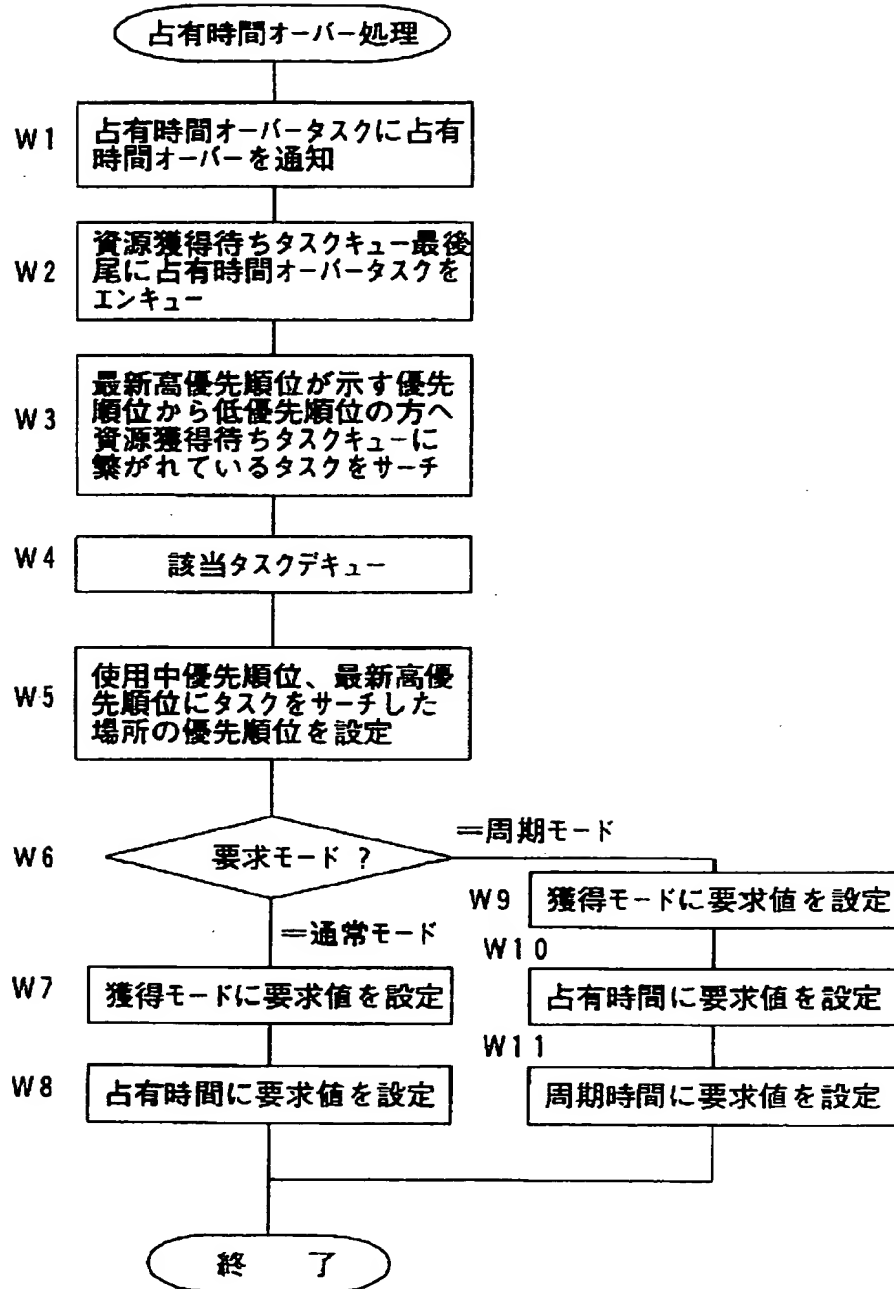 占有時間オーバー処理
W1
占有時間オーバータスクに占有
時間オーバーを通知
W2
資源獲得待ちタスクキュー最後
尾に占有時間オーバータスクを
エンキュー
W3
最新高優先順位が示す優先
順位から低優先順位の方へ
資源獲得待ちタスクキューに
繋がれているタスクをサーチ
W4
該当タスクデキュー
W5
使用中優先順位、最新高優
先順位にタスクをサーチした
場所の優先順位を設定
W6
要求モード ?
=周期モード
=通常モード
W7
獲得モードに要求値を設定
W8
占有時間に要求値を設定
W9
獲得モードに要求値を設定
W10
占有時間に要求値を設定
W11
周期時間に要求値を設定
終 了